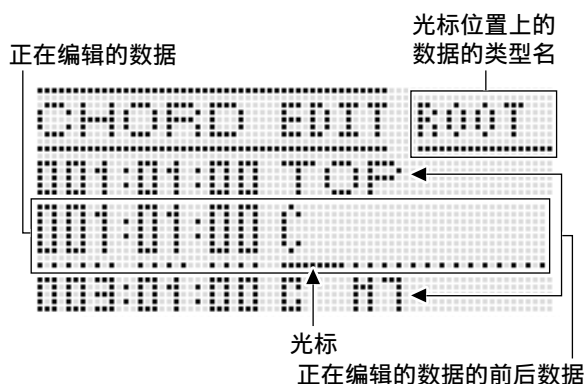 光标位置上的
数据的类型名
正在编辑的数据
CHORD EDIT ROOT
001:01:00 TOP
001:01:00 C
003:01:00 C M7
光标
正在编辑的数据的前后数据